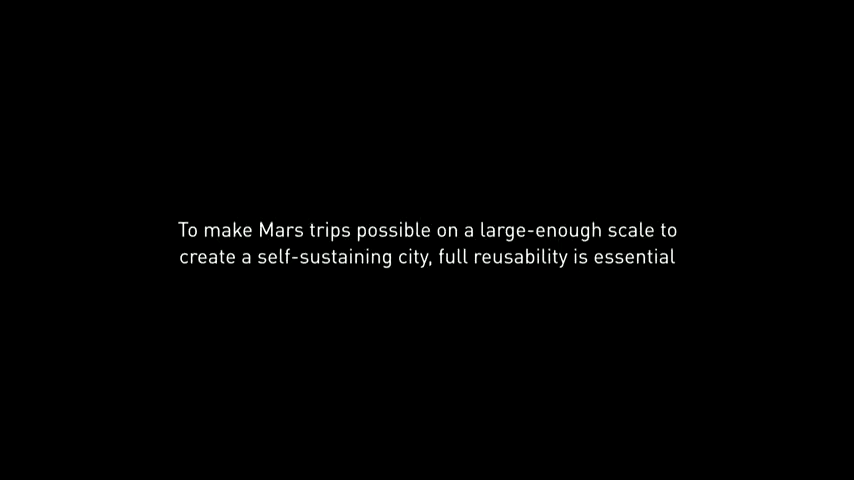 To make Mars trips possible on a large-enough scale to
create a self-sustaining city, full reusability is essential